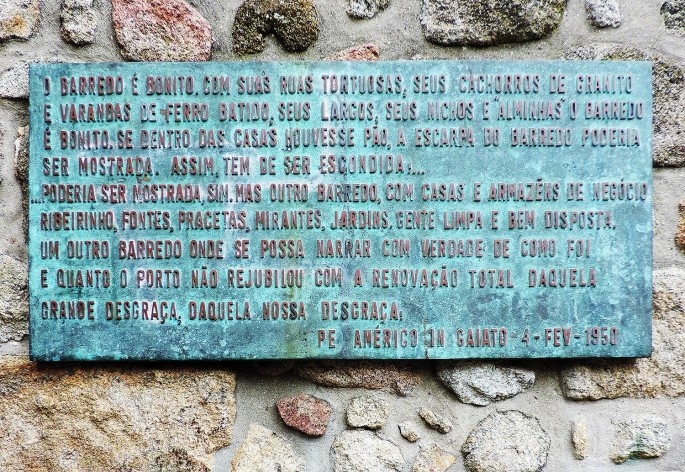 O BARREDO É BONITO. COM SUAS RUAS TORTUOSAS, SEUS CACHORROS DE GRANITO
E VARANDAS DE FERRO BATIDO, SEUS LARGOS, SEUS NICHOS E "ALMINHAS" O BARREDO
É BONITO. SE DENTRO DAS CASAS HOUVESSE PÃO, A ESCARPA DO BARREDO PODERIA
SER MOSTRADA. ASSIM, TEM DE SER ESCONDIDA....
...PODERIA SER MOSTRADA, SIM. MAS OUTRO BARREDO, COM CASAS E ARMAZÉNS DE NEGÓCIO
RIBEIRINHO, FONTES, PRACETAS, MIRANTES, JARDINS. GENTE LIMPA E BEM DISPOSTA.
UM OUTRO BARREDO ONDE SE POSSA NARRAR COM VERDADE DE COMO FOI
E QUANTO O PORTO NÃO REJUBILOU COM A RENOVAÇÃO TOTAL DAQUELA
GRANDE DESGRAÇA, DAQUELA NOSSA DESGRAÇA.
PE AMÉRICO IN GAIATO-4-FEV-1950